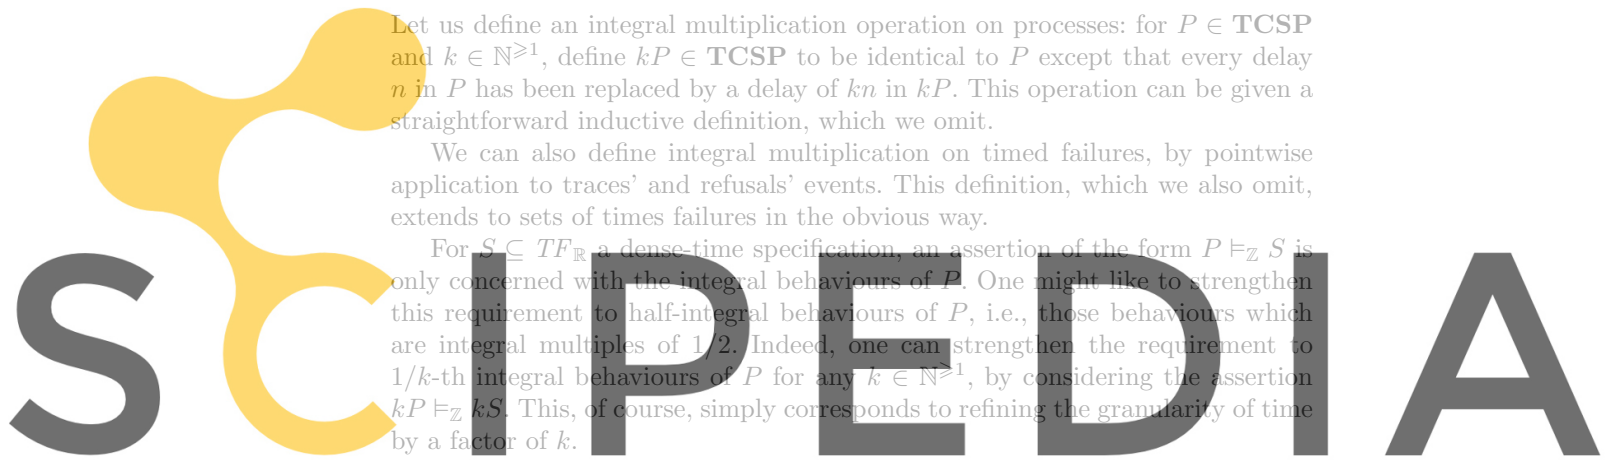 Let us define an integral multiplication operation on processes: for P ∈ TCSP
and k ∈ ℕ^{⩾1}, define kP ∈ TCSP to be identical to P except that every delay
n in P has been replaced by a delay of kn in kP. This operation can be given a
straightforward inductive definition, which we omit.
We can also define integral multiplication on timed failures, by pointwise
application to traces' and refusals' events. This definition, which we also omit,
extends to sets of times failures in the obvious way.
For S ⊆ TF_ℝ a dense-time specification, an assertion of the form P ⊨_ℤ S is
only concerned with the integral behaviours of P. One might like to strengthen
this requirement to half-integral behaviours of P, i.e., those behaviours which
are integral multiples of 1/2. Indeed, one can strengthen the requirement to
1/k-th integral behaviours of P for any k ∈ ℕ^{⩾1}, by considering the assertion
kP ⊨_ℤ kS. This, of course, simply corresponds to refining the granularity of time
by a factor of k.
SCIPEDIA